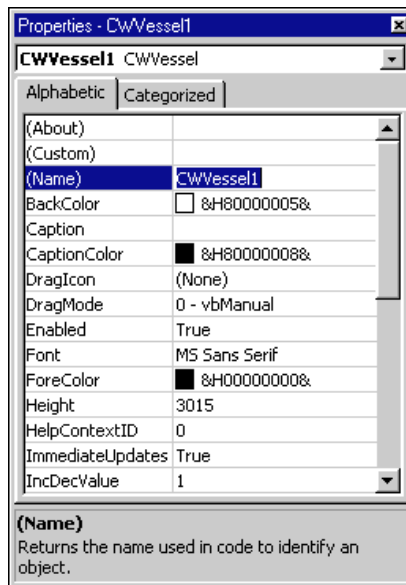 Properties - CWVessel1
CWVessel1 CWVessel
Alphabetic Categorized
(About)
(Custom)
(Name) CWVessel1
BackColor &H80000005&
Caption
CaptionColor &H80000008&
DragIcon (None)
DragMode 0 - vbManual
Enabled True
Font MS Sans Serif
ForeColor &H00000000&
Height 3015
HelpContextID 0
ImmediateUpdates True
IncDecValue 1
(Name)
Returns the name used in code to identify an
object.